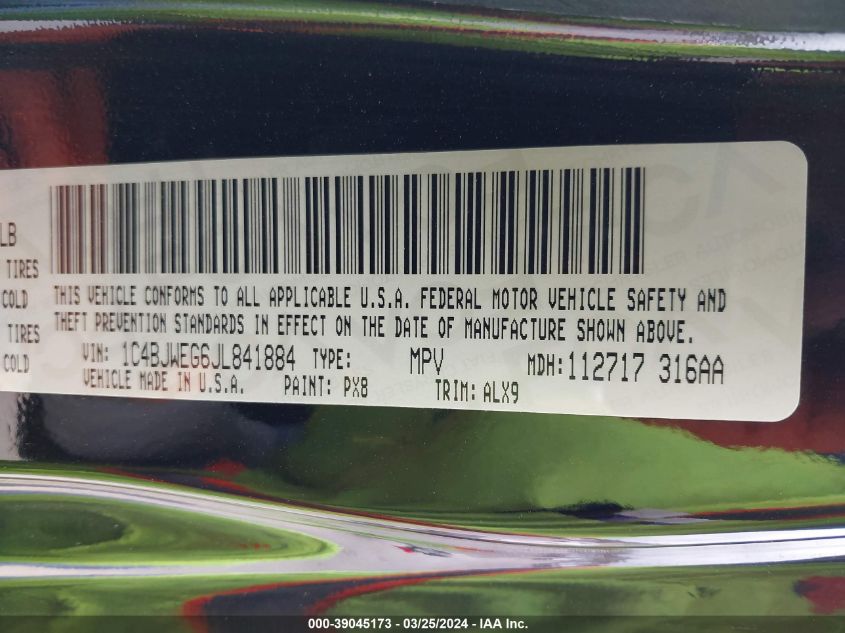 LB
TIRES
COLD
TIRES
COLD
THIS VEHICLE CONFORMS TO ALL APPLICABLE U.S.A. FEDERAL MOTOR VEHICLE SAFETY AND
THEFT PREVENTION STANDARDS IN EFFECT ON THE DATE OF MANUFACTURE SHOWN ABOVE.
VIN: 1C4BJWEG6JL841884 TYPE: MPV MDH:112717 316AA
VEHICLE MADE IN U.S.A. PAINT: PX8 TRIM: ALX9
000-39045173 - 03/25/2024 - IAA Inc.